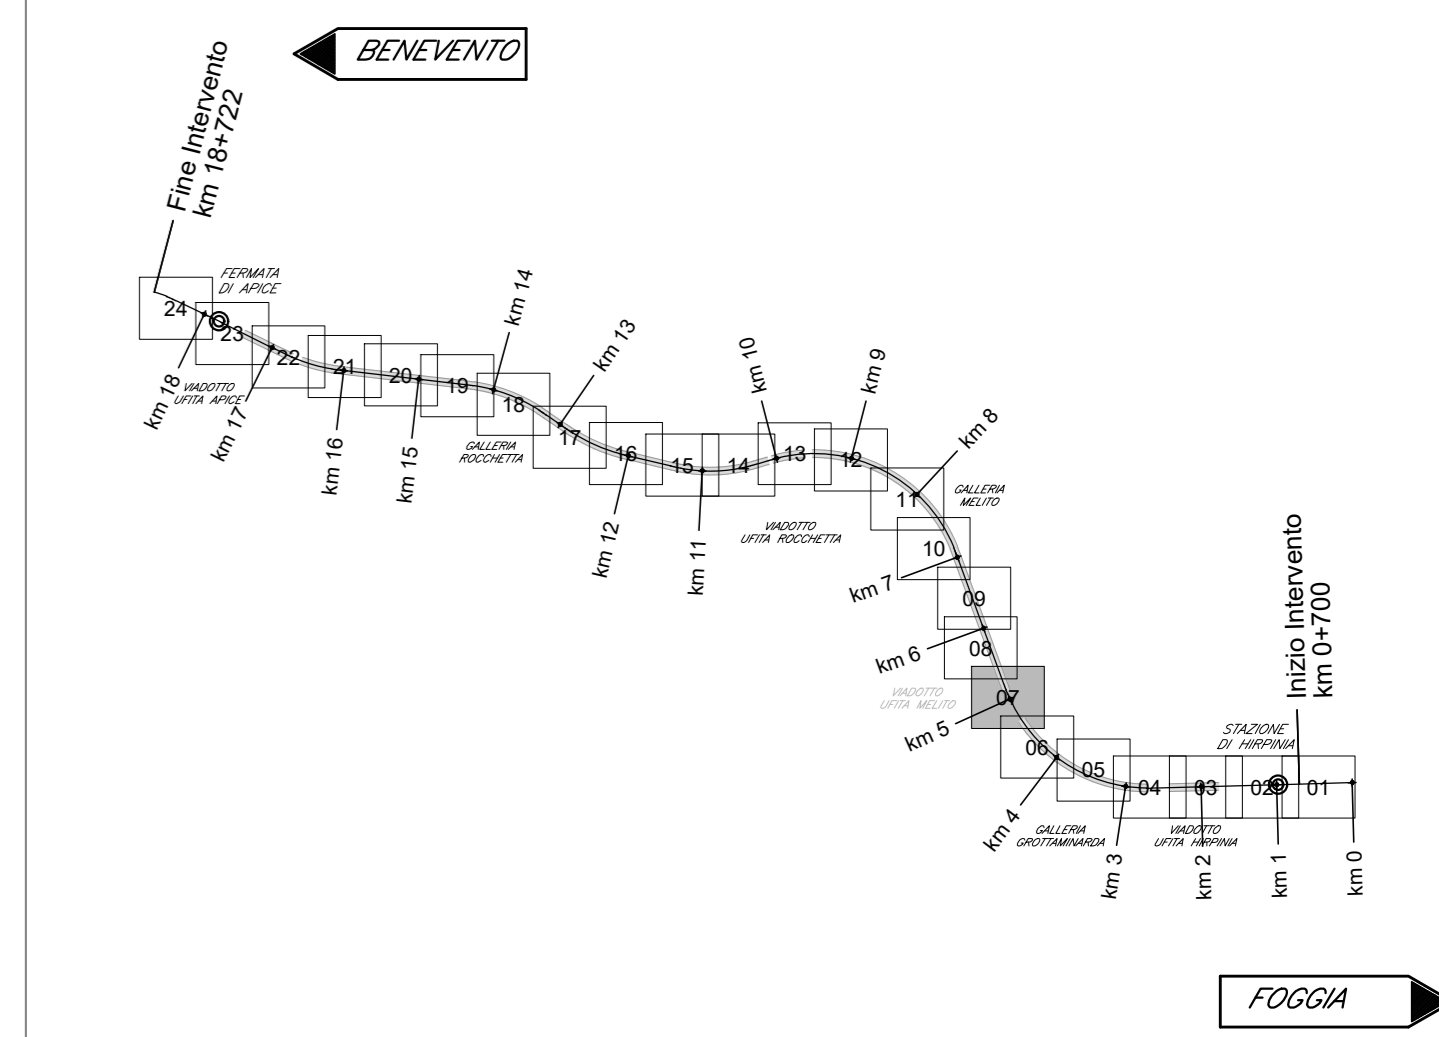 BENEVENTO
Fine Intervento
km 18+722
FERMATA
DI APICE
24
23
22
21
20
19
18
17
16
15
14
13
12
11
10
09
08
07
06
05
04
03
02
01
km 18
VIADOTTO
UFITA APICE
km 17
km 16
km 15
km 14
GALLERIA
ROCCHETTA
km 13
km 12
km 11
km 10
VIADOTTO
UFITA ROCCHETTA
km 9
km 8
GALLERIA
MELITO
km 7
km 6
VIADOTTO
UFITA MELITO
km 5
km 4
GALLERIA
GROTTAMINARDA
km 3
VIADOTTO
UFITA HIRPINIA
km 2
STAZIONE
DI HIRPINIA
km 1
Inizio Intervento
km 0+700
km 0
FOGGIA